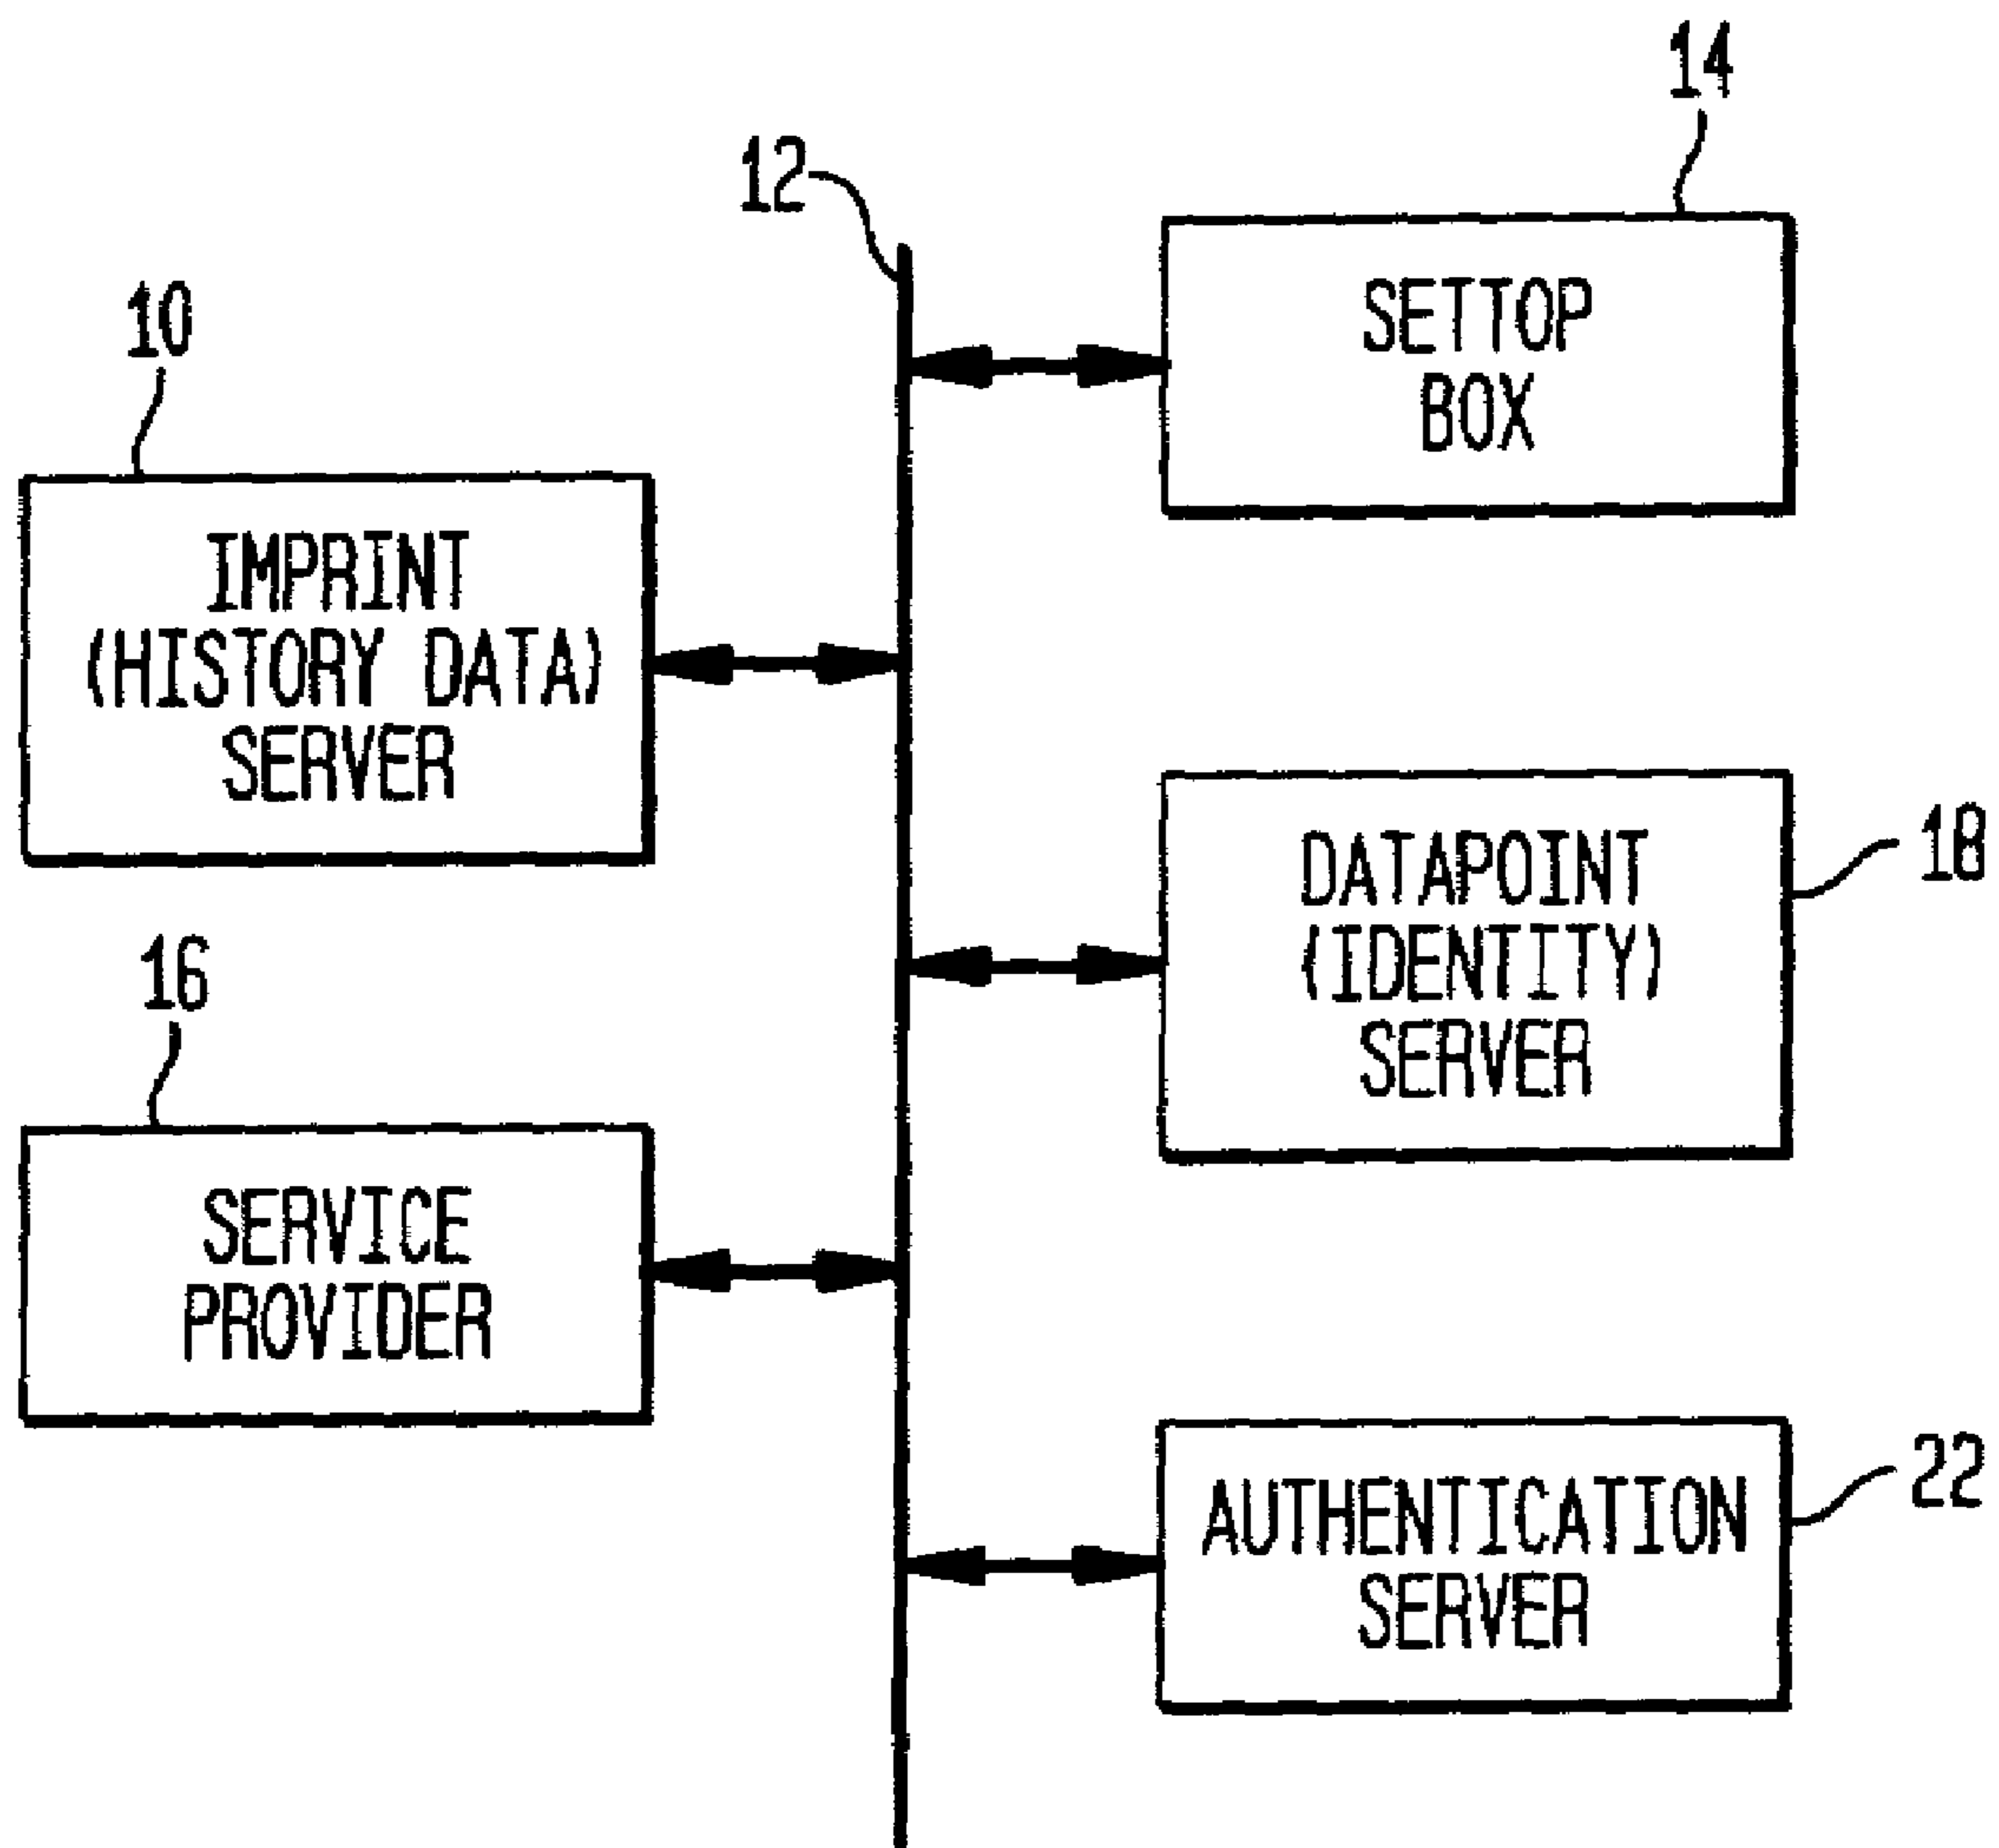 14
12
SETTOP
BOX
10
IMPRINT
(HISTORY DATA)
SERVER
18
DATAPOINT
(IDENTITY)
SERVER
16
SERVICE
PROVIDER
22
AUTHENTICATION
SERVER